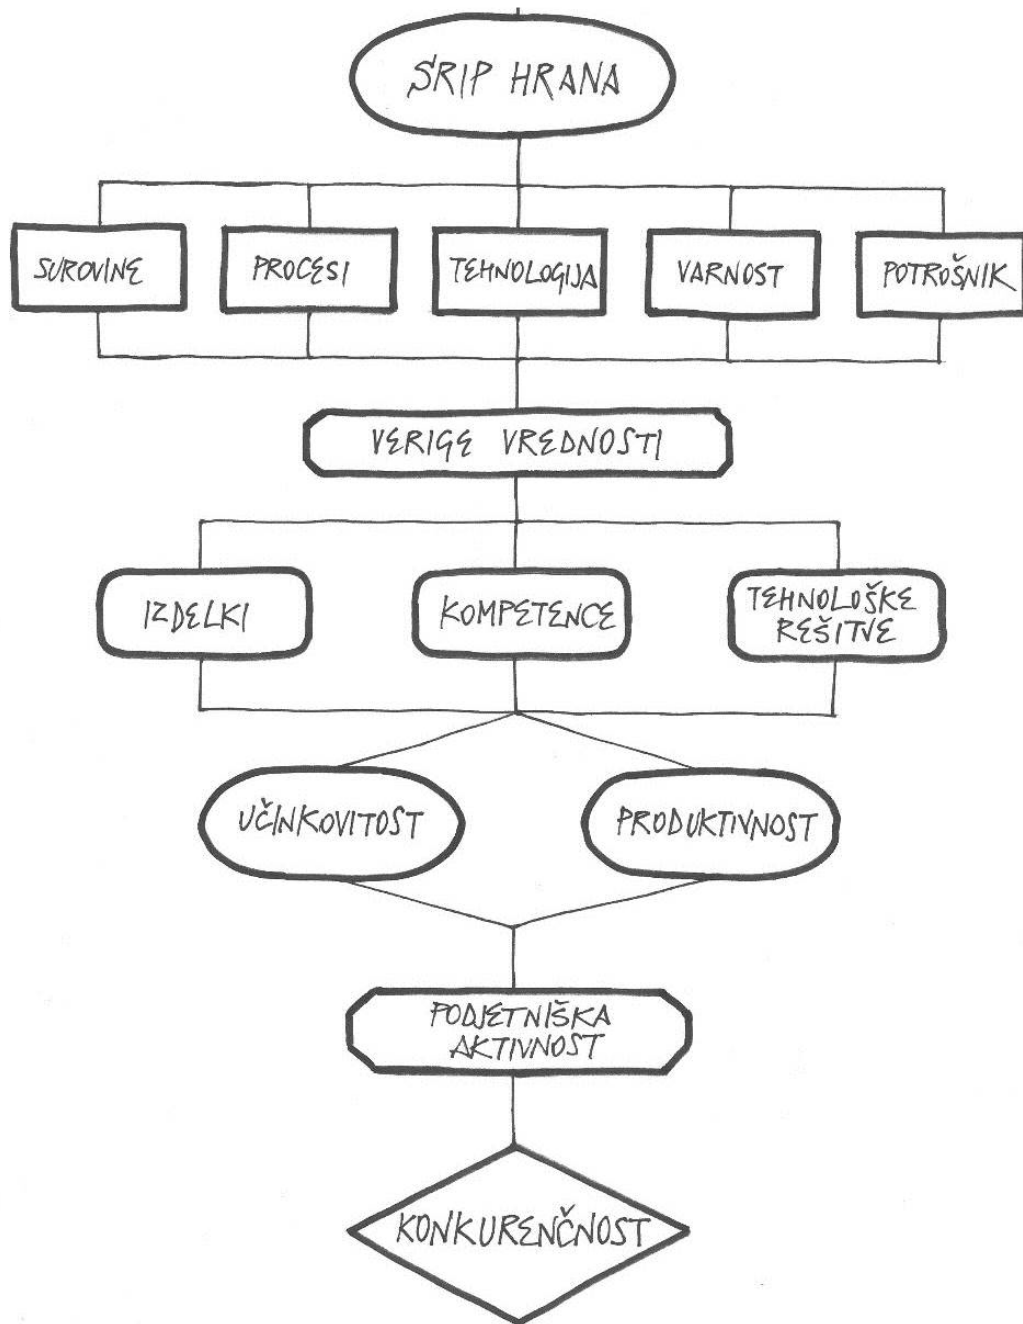 SRIP HRANA
SUROVINE
PROCESI
TEHNOLOGIJA
VARNOST
POTROŠNIK
VERIGE VREDNOSTI
IZDELKI
KOMPETENCE
TEHNOLOŠKE
REŠITVE
UČINKOVITOST
PRODUKTIVNOST
PODJETNIŠKA
AKTIVNOST
KONKURENČNOST